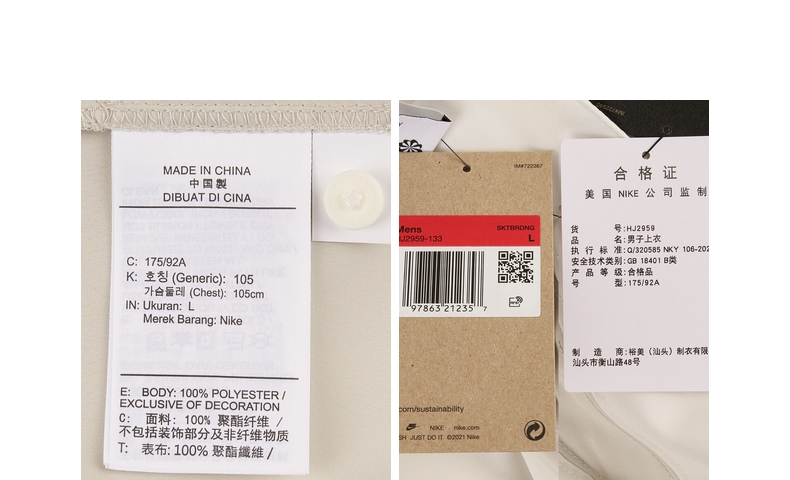 MADE IN CHINA
中国製
DIBUAT DI CINA
C: 175/92A
K: 호칭 (Generic): 105
가슴둘레 (Chest): 105cm
IN: Ukuran: L
Merek Barang: Nike
E: BODY: 100% POLYESTER /
EXCLUSIVE OF DECORATION
C: 面料: 100% 聚酯纤维 /
不包括装饰部分及非纤维物质
T: 表布: 100% 聚酯纖維 /
IM#722367
Mens
SKTBRDNG
HJ2959-133
L
97863 21235 7
com/sustainability
NIKE nike.com
SH JUST DO IT ©2021 Nike
合格证
美国 NIKE 公司监制
货号:HJ2959
品名:男子上衣
执行标准:Q/320585 NKY 106-202
安全技术类别:GB 18401 B类
产品等级:合格品
号型:175/92A
制造商:裕美(汕头)制衣有限
汕头市衡山路48号